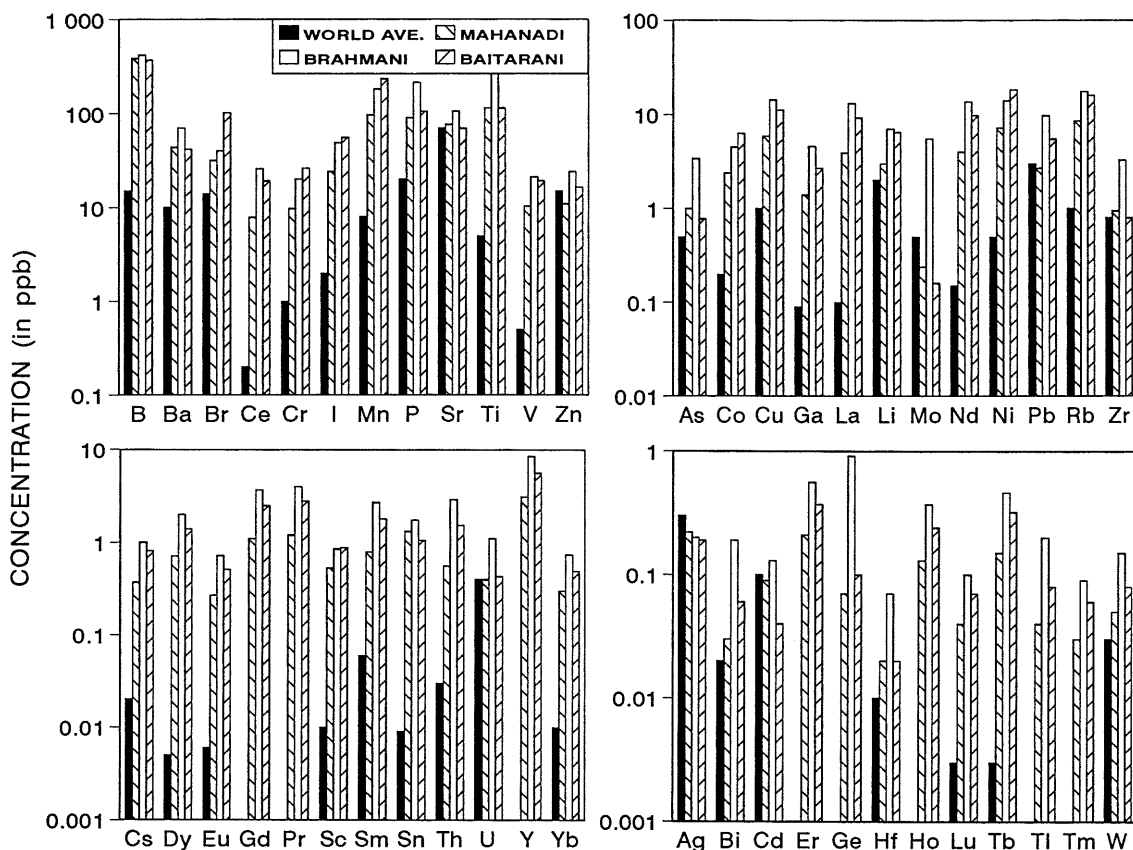 CONCENTRATION (in ppb)
WORLD AVE. MAHANADI
BRAHMANI BAITARANI
1 000
100
10
1
0.1
B Ba Br Ce Cr I Mn P Sr Ti V Zn
100
10
1
0.1
0.01
As Co Cu Ga La Li Mo Nd Ni Pb Rb Zr
10
1
0.1
0.01
0.001
Cs Dy Eu Gd Pr Sc Sm Sn Th U Y Yb
1
0.1
0.01
0.001
Ag Bi Cd Er Ge Hf Ho Lu Tb Tl Tm W